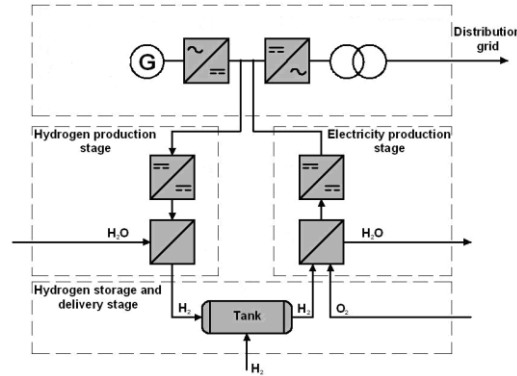 Distribution
grid
G
Hydrogen production
stage
Electricity production
stage
H₂O
H₂O
Hydrogen storage and
delivery stage
H₂
Tank
H₂
O₂
H₂